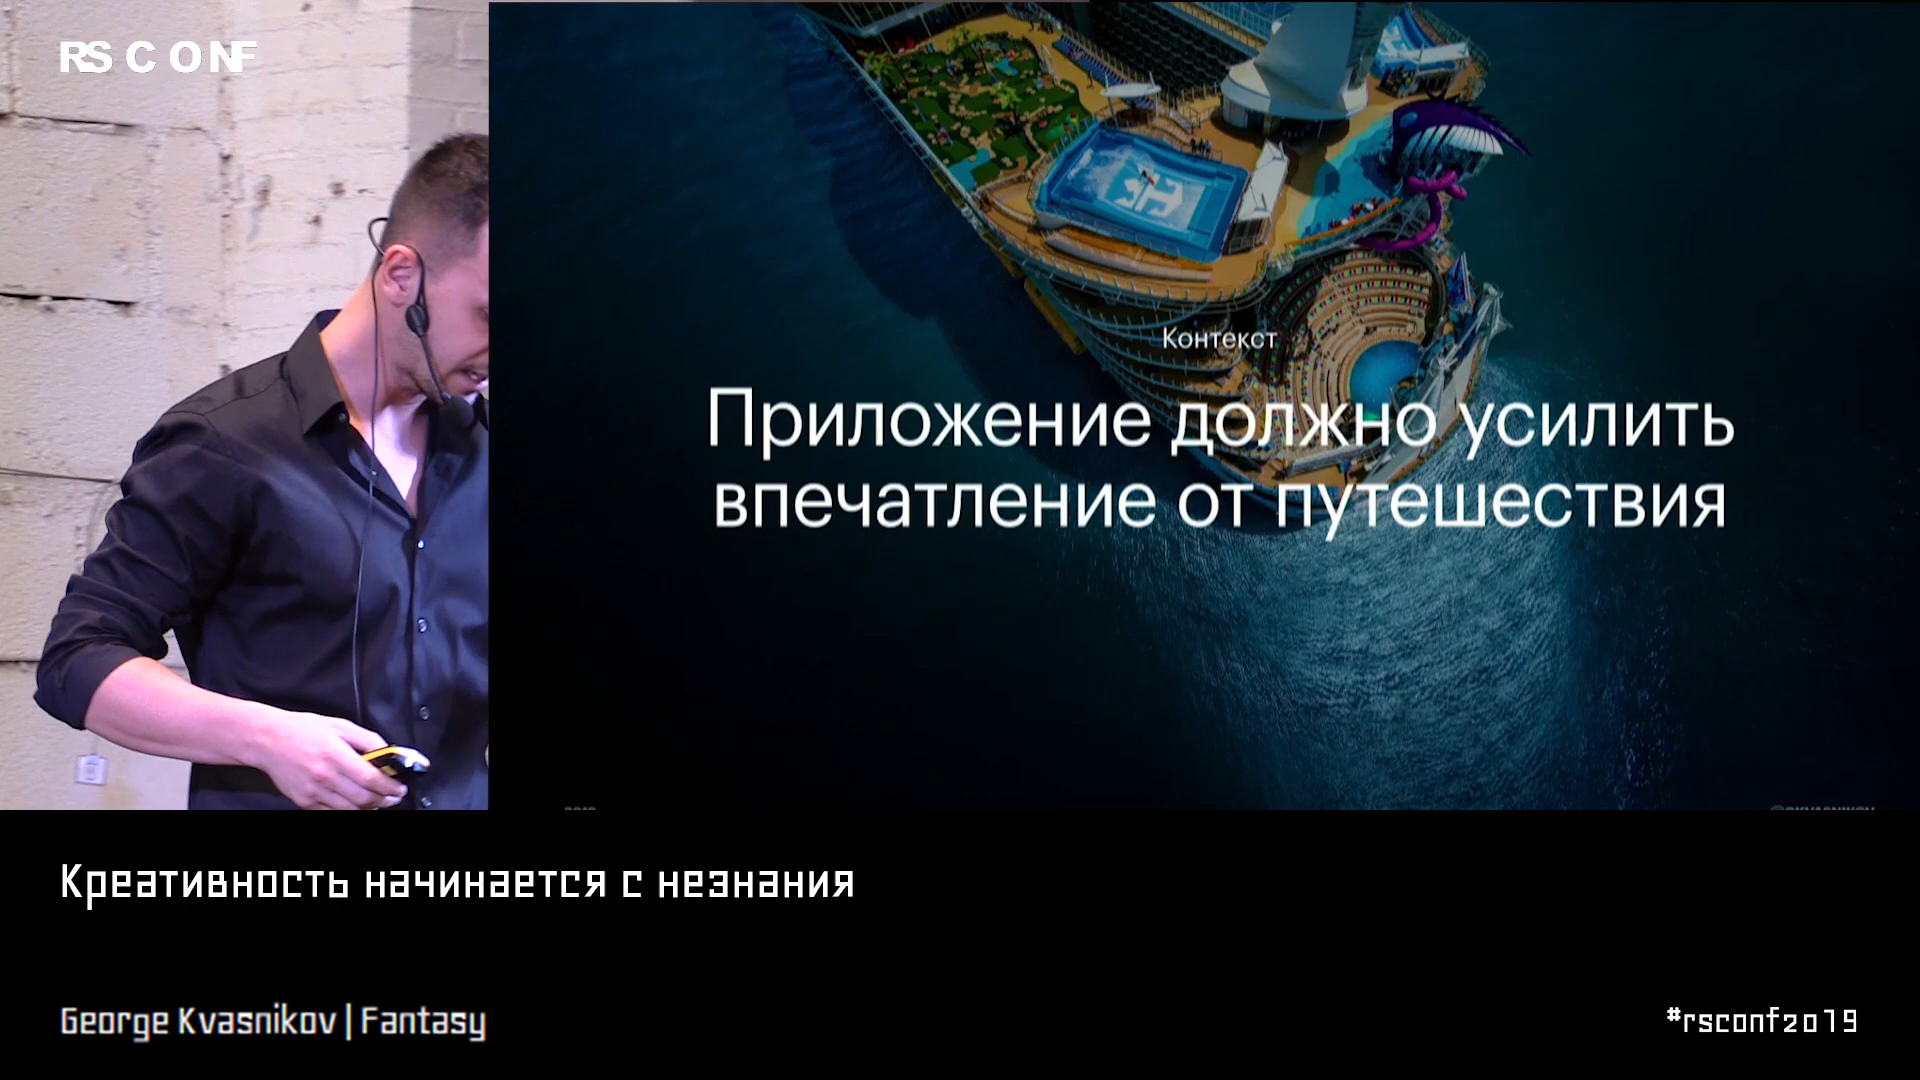 RS CONF
Контекст
Приложение должно усилить
впечатление от путешествия
Креативность начинается с незнания
George Kvasnikov | Fantasy
#rsconf2019